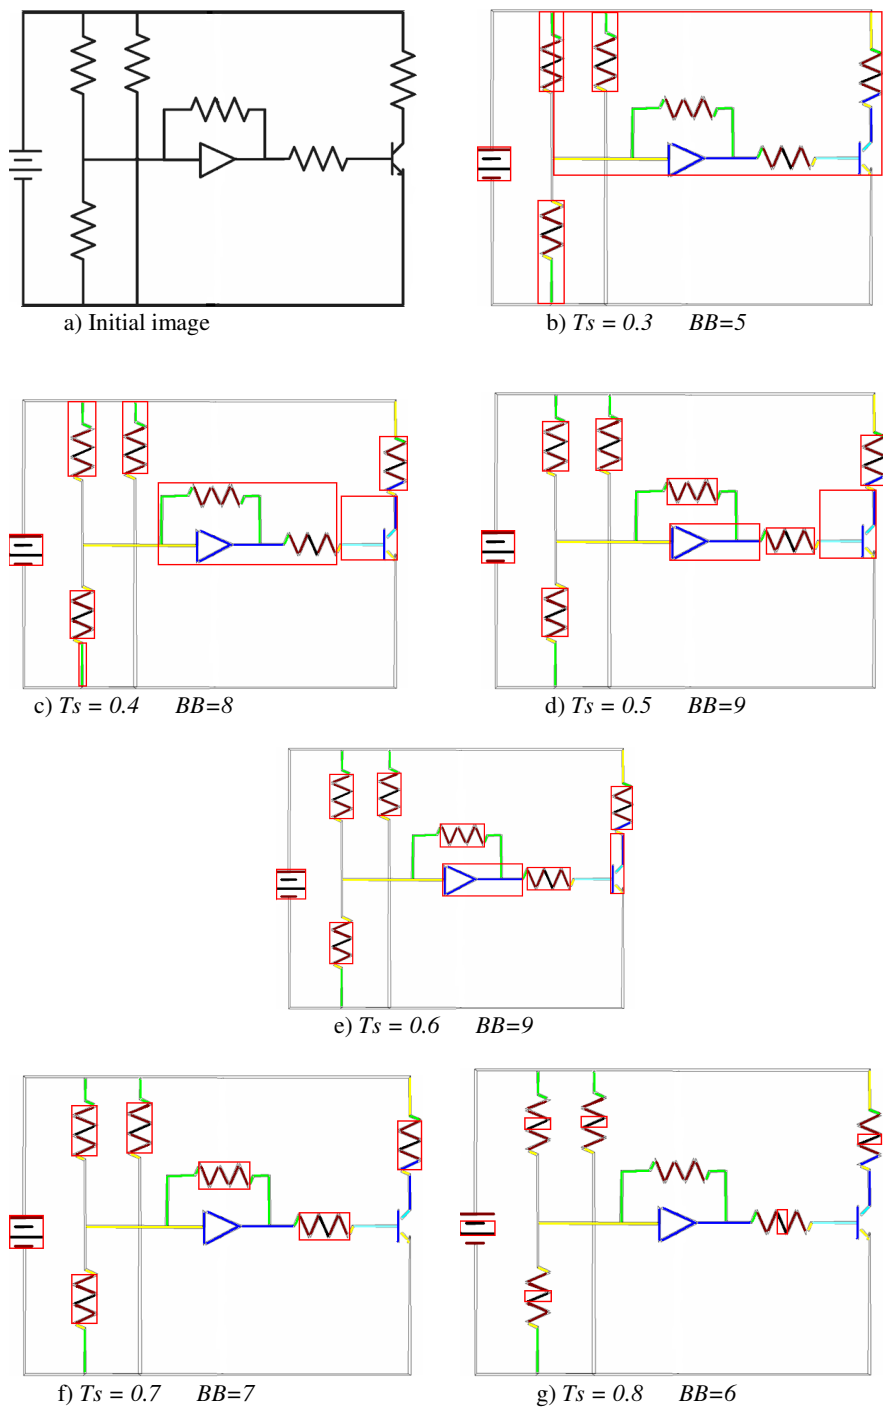 a) Initial image
b) Ts = 0.3 BB=5
c) Ts = 0.4 BB=8
d) Ts = 0.5 BB=9
e) Ts = 0.6 BB=9
f) Ts = 0.7 BB=7
g) Ts = 0.8 BB=6